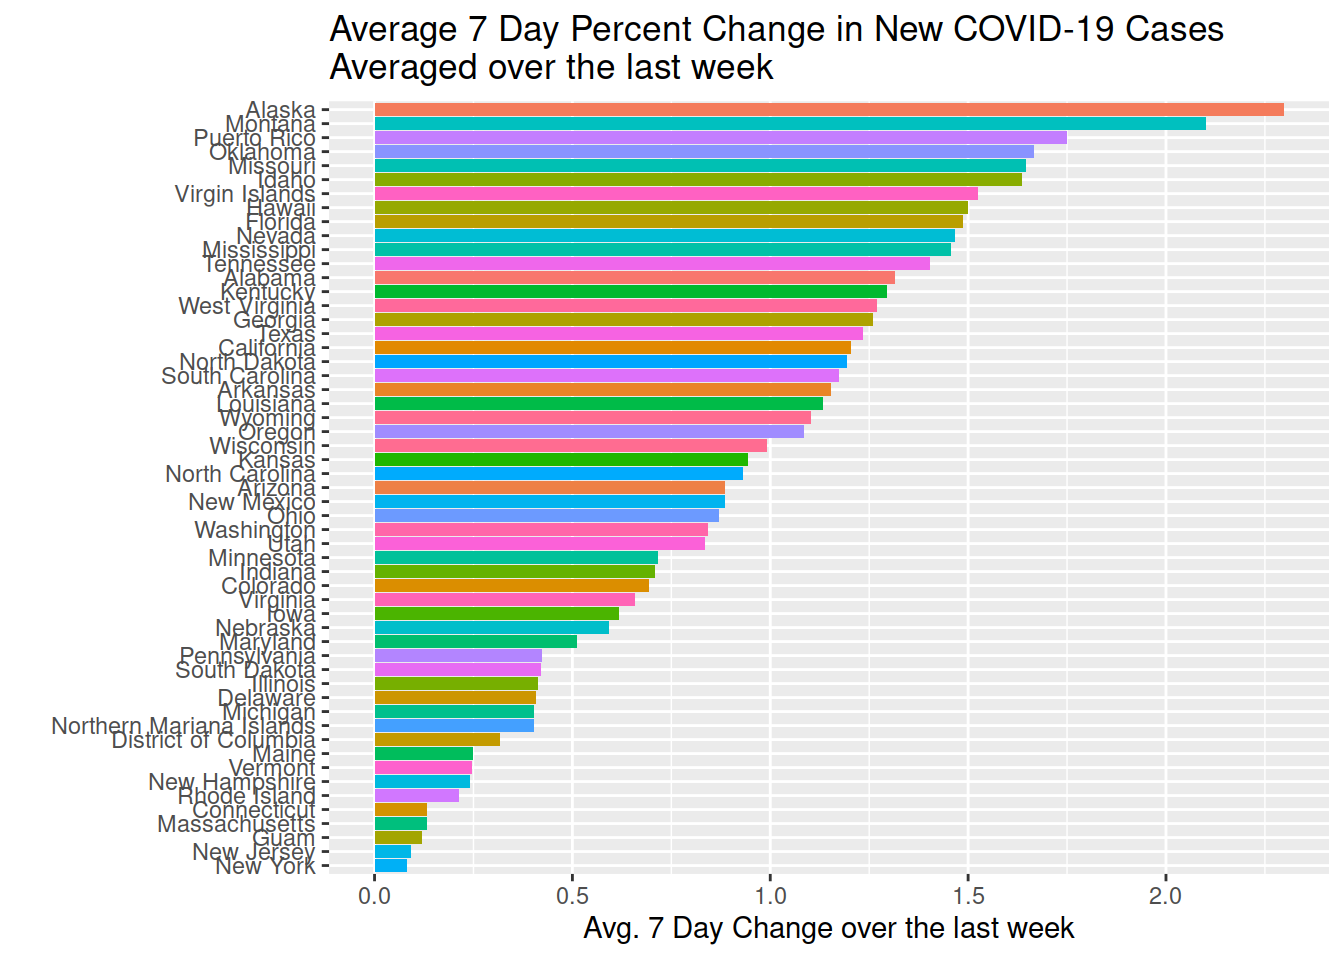 Average 7 Day Percent Change in New COVID-19 Cases
Averaged over the last week
Alaska
Montana
Puerto Rico
Oklahoma
Missouri
Idaho
Virgin Islands
Hawaii
Florida
Nevada
Mississippi
Tennessee
Alabama
Kentucky
West Virginia
Georgia
Texas
California
North Dakota
South Carolina
Arkansas
Louisiana
Wyoming
Oregon
Wisconsin
Kansas
North Carolina
Arizona
New Mexico
Ohio
Washington
Utah
Minnesota
Indiana
Colorado
Virginia
Iowa
Nebraska
Maryland
Pennsylvania
South Dakota
Illinois
Delaware
Michigan
Northern Mariana Islands
District of Columbia
Maine
Vermont
New Hampshire
Rhode Island
Connecticut
Massachusetts
Guam
New Jersey
New York
0.0 0.5 1.0 1.5 2.0
Avg. 7 Day Change over the last week